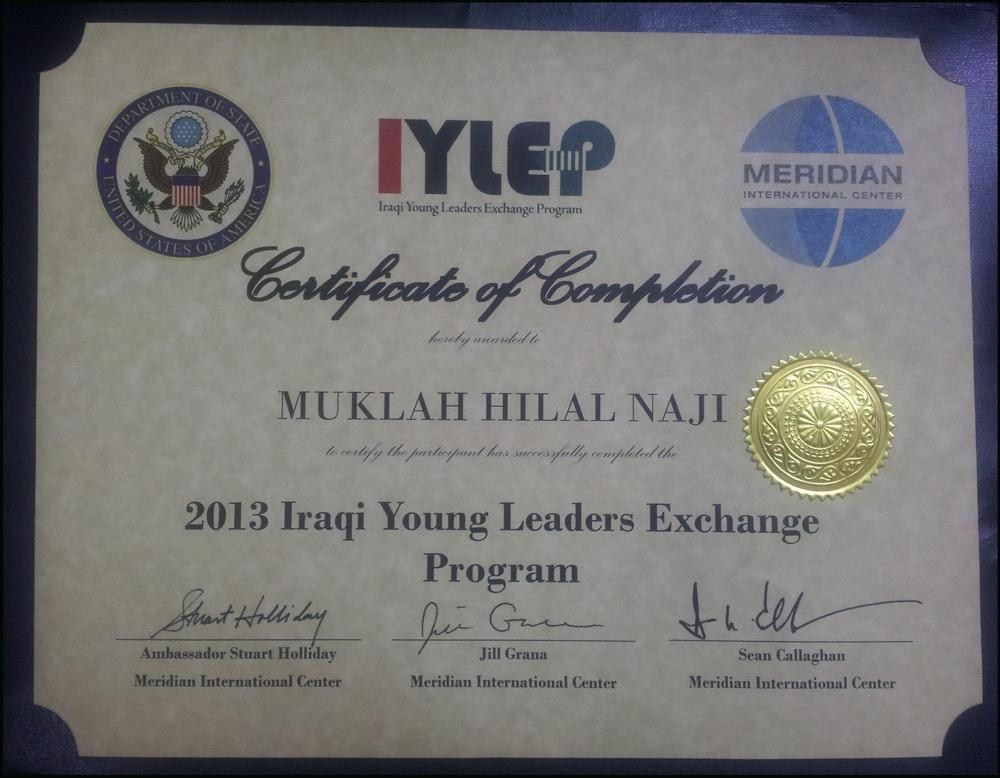 DEPARTMENT OF STATE
UNITED STATES OF AMERICA
IYLEP
Iraqi Young Leaders Exchange Program
MERIDIAN
INTERNATIONAL CENTER
Certificate of Completion
hereby awarded to
MUKLAH HILAL NAJI
to certify the participant has successfully completed the
2013 Iraqi Young Leaders Exchange
Program
Stuart Holliday
Ambassador Stuart Holliday
Meridian International Center
Jill Grana
Meridian International Center
Sean Callaghan
Meridian International Center